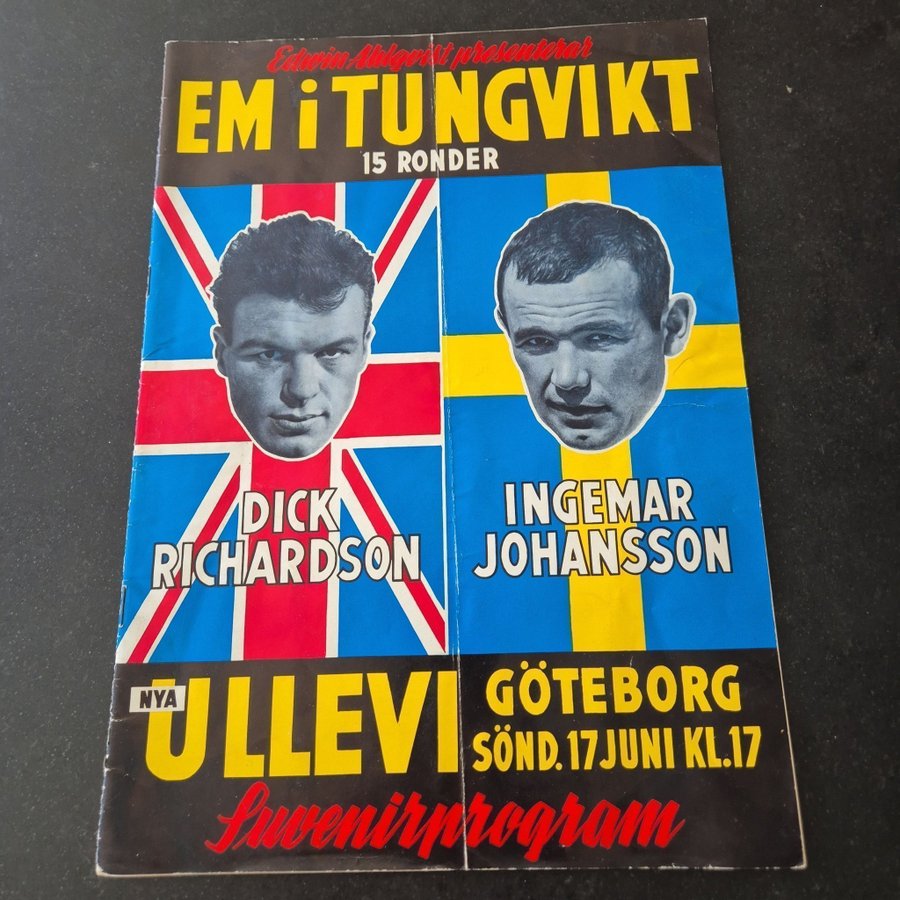 Edwin Ahlqvist presenterar
EM i TUNGVIKT
15 RONDER
DICK
RICHARDSON
INGEMAR
JOHANSSON
NYA
ULLEVI
GÖTEBORG
SÖND. 17 JUNI KL. 17
Suvenirprogram